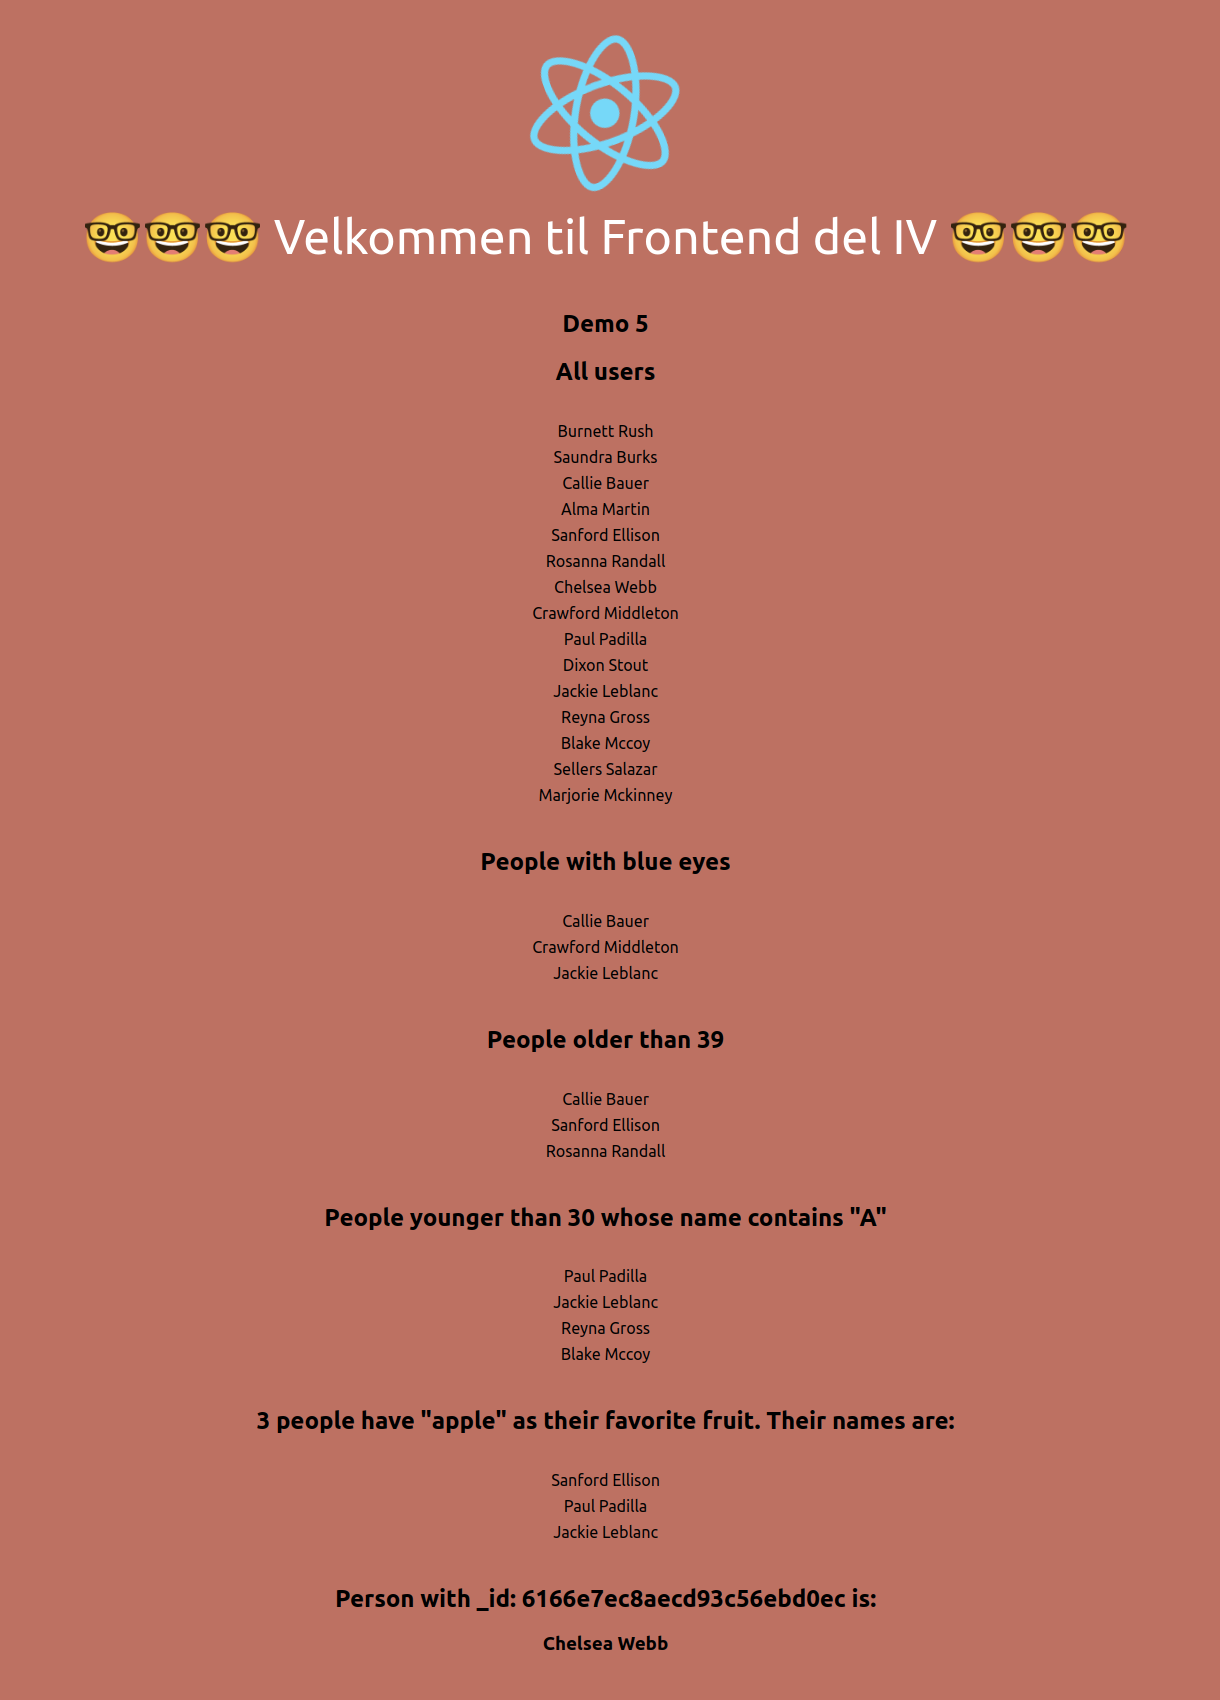 🤓🤓🤓 Velkommen til Frontend del IV 🤓🤓🤓
Demo 5
All users
Burnett Rush
Saundra Burks
Callie Bauer
Alma Martin
Sanford Ellison
Rosanna Randall
Chelsea Webb
Crawford Middleton
Paul Padilla
Dixon Stout
Jackie Leblanc
Reyna Gross
Blake Mccoy
Sellers Salazar
Marjorie Mckinney
People with blue eyes
Callie Bauer
Crawford Middleton
Jackie Leblanc
People older than 39
Callie Bauer
Sanford Ellison
Rosanna Randall
People younger than 30 whose name contains "A"
Paul Padilla
Jackie Leblanc
Reyna Gross
Blake Mccoy
3 people have "apple" as their favorite fruit. Their names are:
Sanford Ellison
Paul Padilla
Jackie Leblanc
Person with _id: 6166e7ec8aecd93c56ebd0ec is:
Chelsea Webb